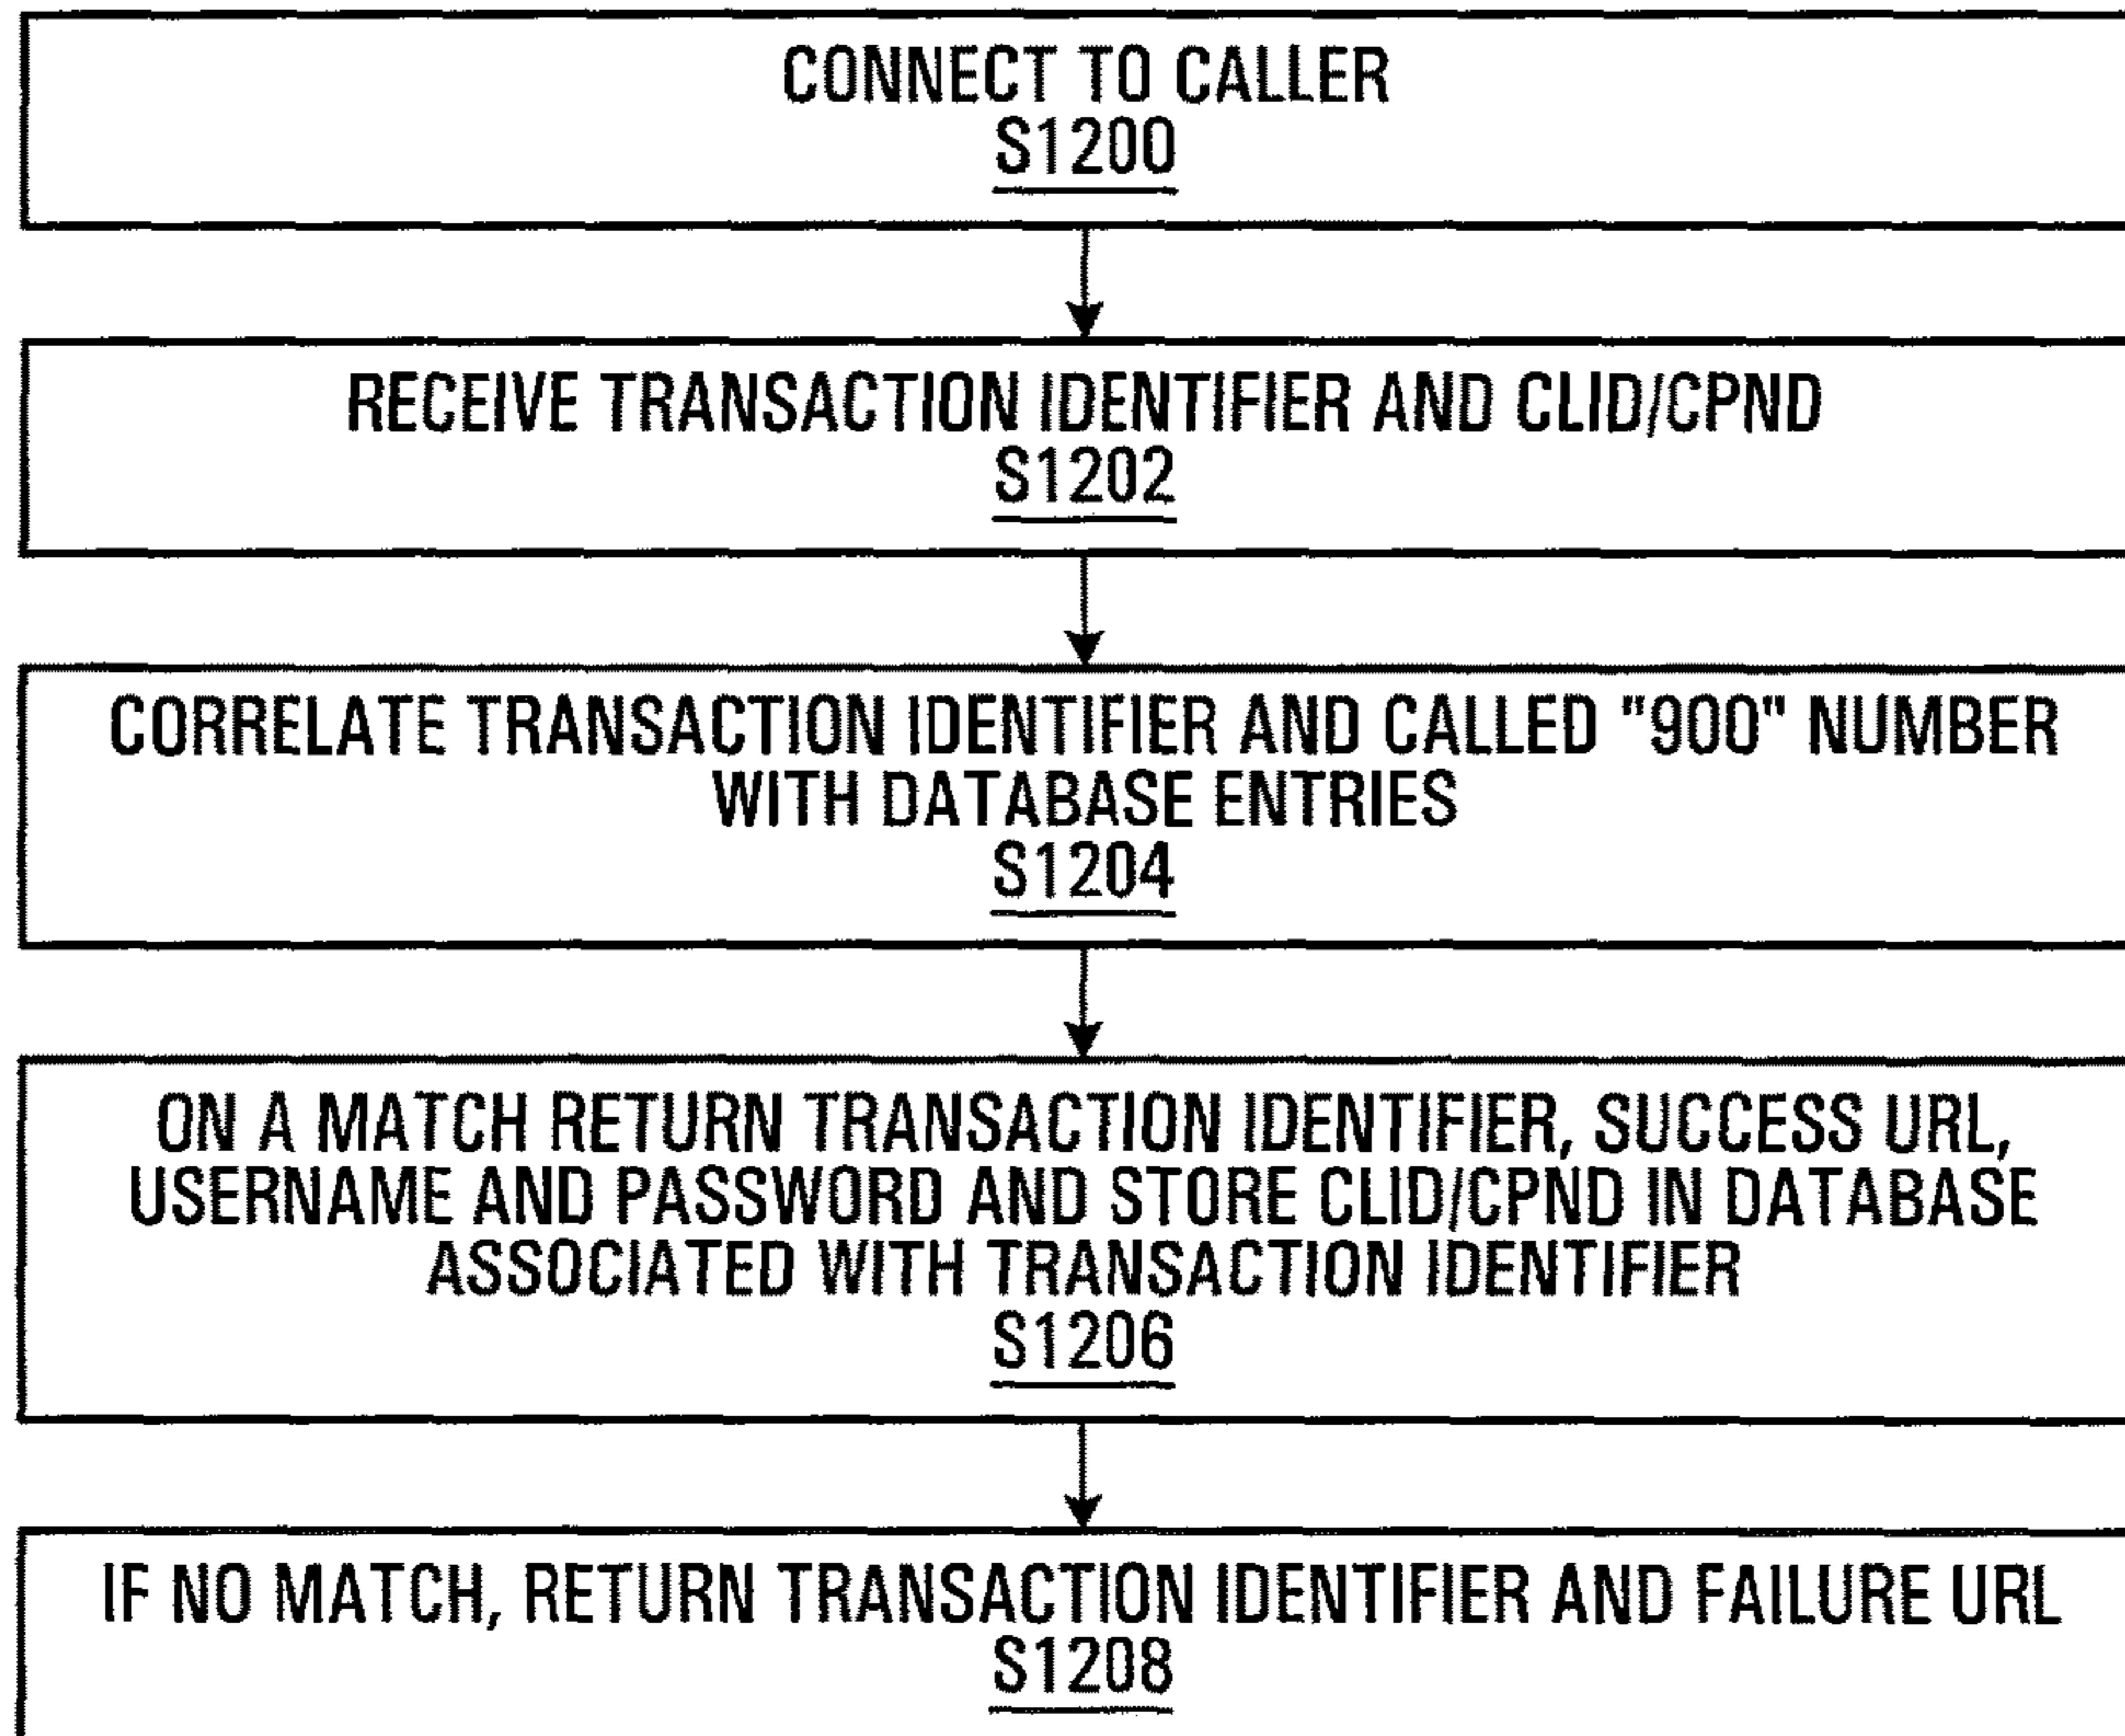 CONNECT TO CALLER
S1200
RECEIVE TRANSACTION IDENTIFIER AND CLID/CPND
S1202
CORRELATE TRANSACTION IDENTIFIER AND CALLED "900" NUMBER
WITH DATABASE ENTRIES
S1204
ON A MATCH RETURN TRANSACTION IDENTIFIER, SUCCESS URL,
USERNAME AND PASSWORD AND STORE CLID/CPND IN DATABASE
ASSOCIATED WITH TRANSACTION IDENTIFIER
S1206
IF NO MATCH, RETURN TRANSACTION IDENTIFIER AND FAILURE URL
S1208